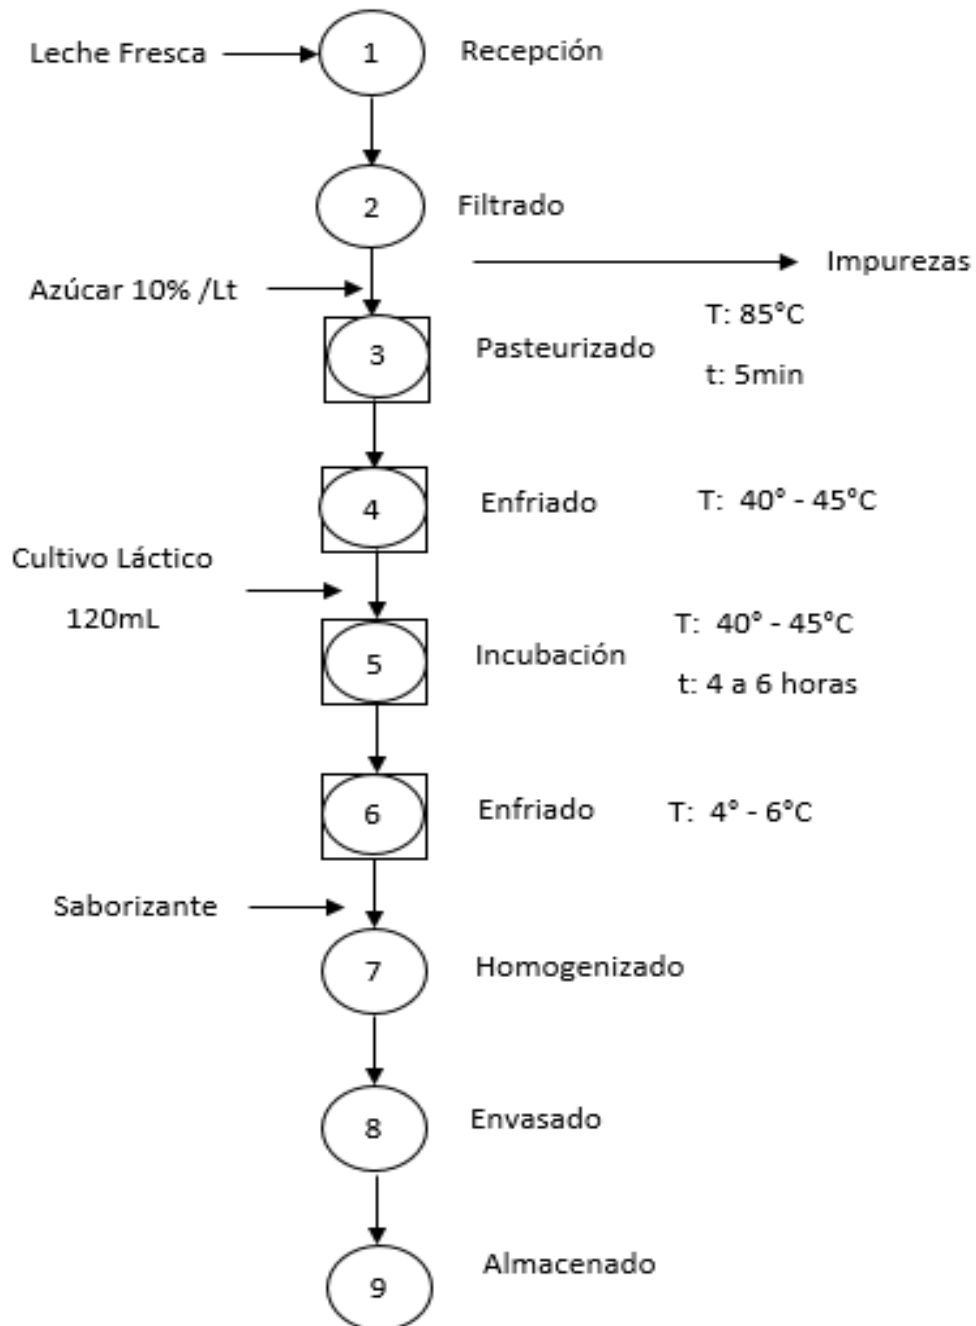 Leche Fresca
1
Recepción
2
Filtrado
Impurezas
Azúcar 10% /Lt
3
Pasteurizado
T: 85°C
t: 5min
4
Enfriado
T: 40° - 45°C
Cultivo Láctico
120mL
5
Incubación
T: 40° - 45°C
t: 4 a 6 horas
6
Enfriado
T: 4° - 6°C
Saborizante
7
Homogenizado
8
Envasado
9
Almacenado